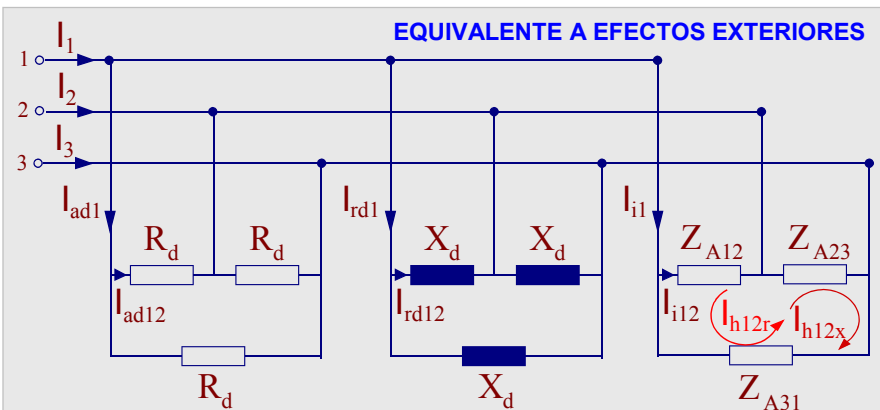 EQUIVALENTE A EFECTOS EXTERIORES
I1
1
I2
2
I3
3
Iad1 Ird1 Ii1
Rd Rd Xd Xd ZA12 ZA23
Iad12 Ird12 Ii12 Ih12r Ih12x
Rd Xd ZA31